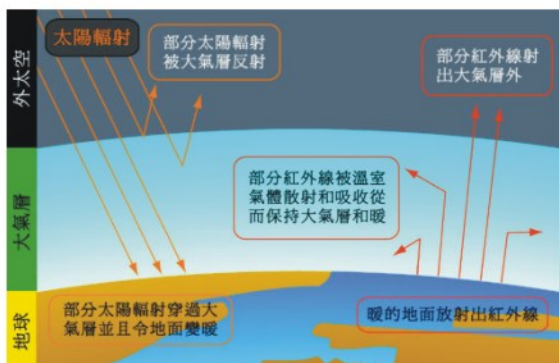 太陽輻射
部分太陽輻射
被大氣層反射
部分紅外線射
出大氣層外
外太空
部分紅外線被溫室
氣體散射和吸收從
而保持大氣層和暖
大氣層
部分太陽輻射穿過大
氣層並且令地面變暖
暖的地面放射出紅外線
地球